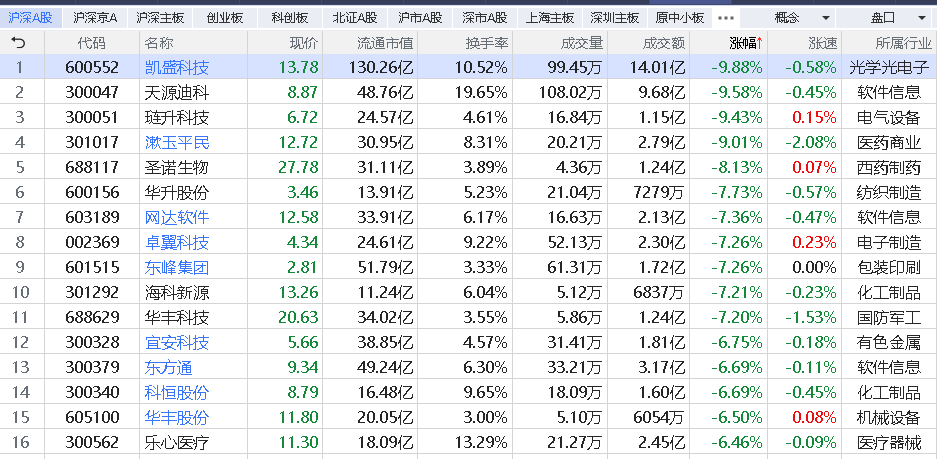 沪深A股 沪深京A 沪深主板 创业板 科创板 北证A股 沪市A股 深市A股 上海主板 深圳主板 原中小板 ••• 概念 盘口
代码 名称 现价 流通市值 换手率 成交量 成交额 涨幅↑ 涨速 所属行业
1 600552 凯盛科技 13.78 130.26亿 10.52% 99.45万 14.01亿 -9.88% -0.58% 光学光电子
2 300047 天源迪科 8.87 48.76亿 19.65% 108.02万 9.68亿 -9.58% -0.45% 软件信息
3 300051 琏升科技 6.72 24.57亿 4.61% 16.84万 1.15亿 -9.43% 0.15% 电气设备
4 301017 漱玉平民 12.72 30.95亿 8.31% 20.21万 2.79亿 -9.01% -2.08% 医药商业
5 688117 圣诺生物 27.78 31.11亿 3.89% 4.36万 1.24亿 -8.13% 0.07% 西药制药
6 600156 华升股份 3.46 13.91亿 5.23% 21.04万 7279万 -7.73% -0.57% 纺织制造
7 603189 网达软件 12.58 33.91亿 6.17% 16.63万 2.13亿 -7.36% -0.47% 软件信息
8 002369 卓翼科技 4.34 24.61亿 9.22% 52.13万 2.30亿 -7.26% 0.23% 电子制造
9 601515 东峰集团 2.81 51.79亿 3.33% 61.31万 1.72亿 -7.26% 0.00% 包装印刷
10 301292 海科新源 13.26 11.24亿 6.04% 5.12万 6837万 -7.21% -0.23% 化工制品
11 688629 华丰科技 20.63 34.02亿 3.55% 5.86万 1.24亿 -7.20% -1.53% 国防军工
12 300328 宜安科技 5.66 38.85亿 4.57% 31.41万 1.81亿 -6.75% -0.18% 有色金属
13 300379 东方通 9.34 49.24亿 6.30% 33.21万 3.17亿 -6.69% -0.11% 软件信息
14 300340 科恒股份 8.79 16.48亿 9.65% 18.09万 1.60亿 -6.69% -0.45% 化工制品
15 605100 华丰股份 11.80 20.05亿 3.00% 5.10万 6054万 -6.50% 0.08% 机械设备
16 300562 乐心医疗 11.30 18.09亿 13.29% 21.27万 2.45亿 -6.46% -0.09% 医疗器械